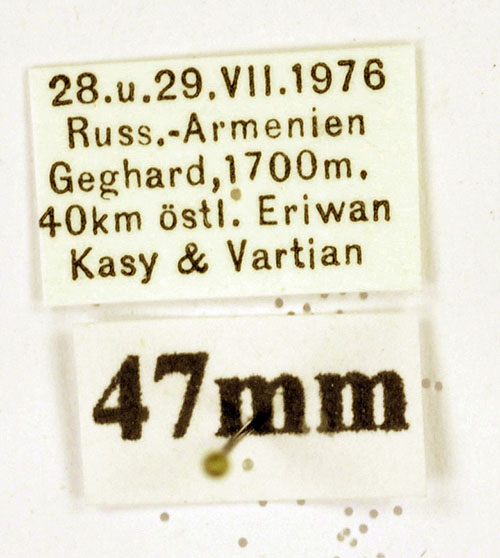 28.u.29.VII.1976
Russ.-Armenien
Geghard,1700m.
40km östl. Eriwan
Kasy & Vartian
47mm